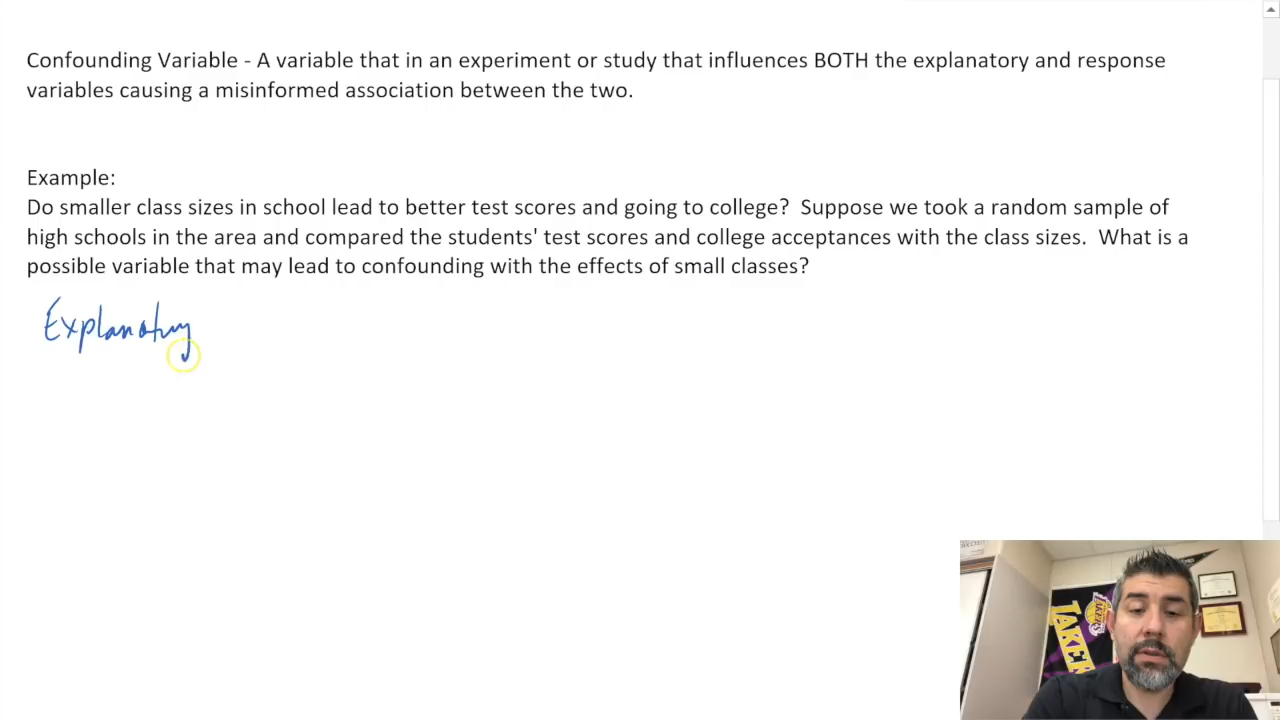 Confounding Variable - A variable that in an experiment or study that influences BOTH the explanatory and response
variables causing a misinformed association between the two.
Example:
Do smaller class sizes in school lead to better test scores and going to college?  Suppose we took a random sample of
high schools in the area and compared the students' test scores and college acceptances with the class sizes.  What is a
possible variable that may lead to confounding with the effects of small classes?
Explanatory
LAKERS
LAKER